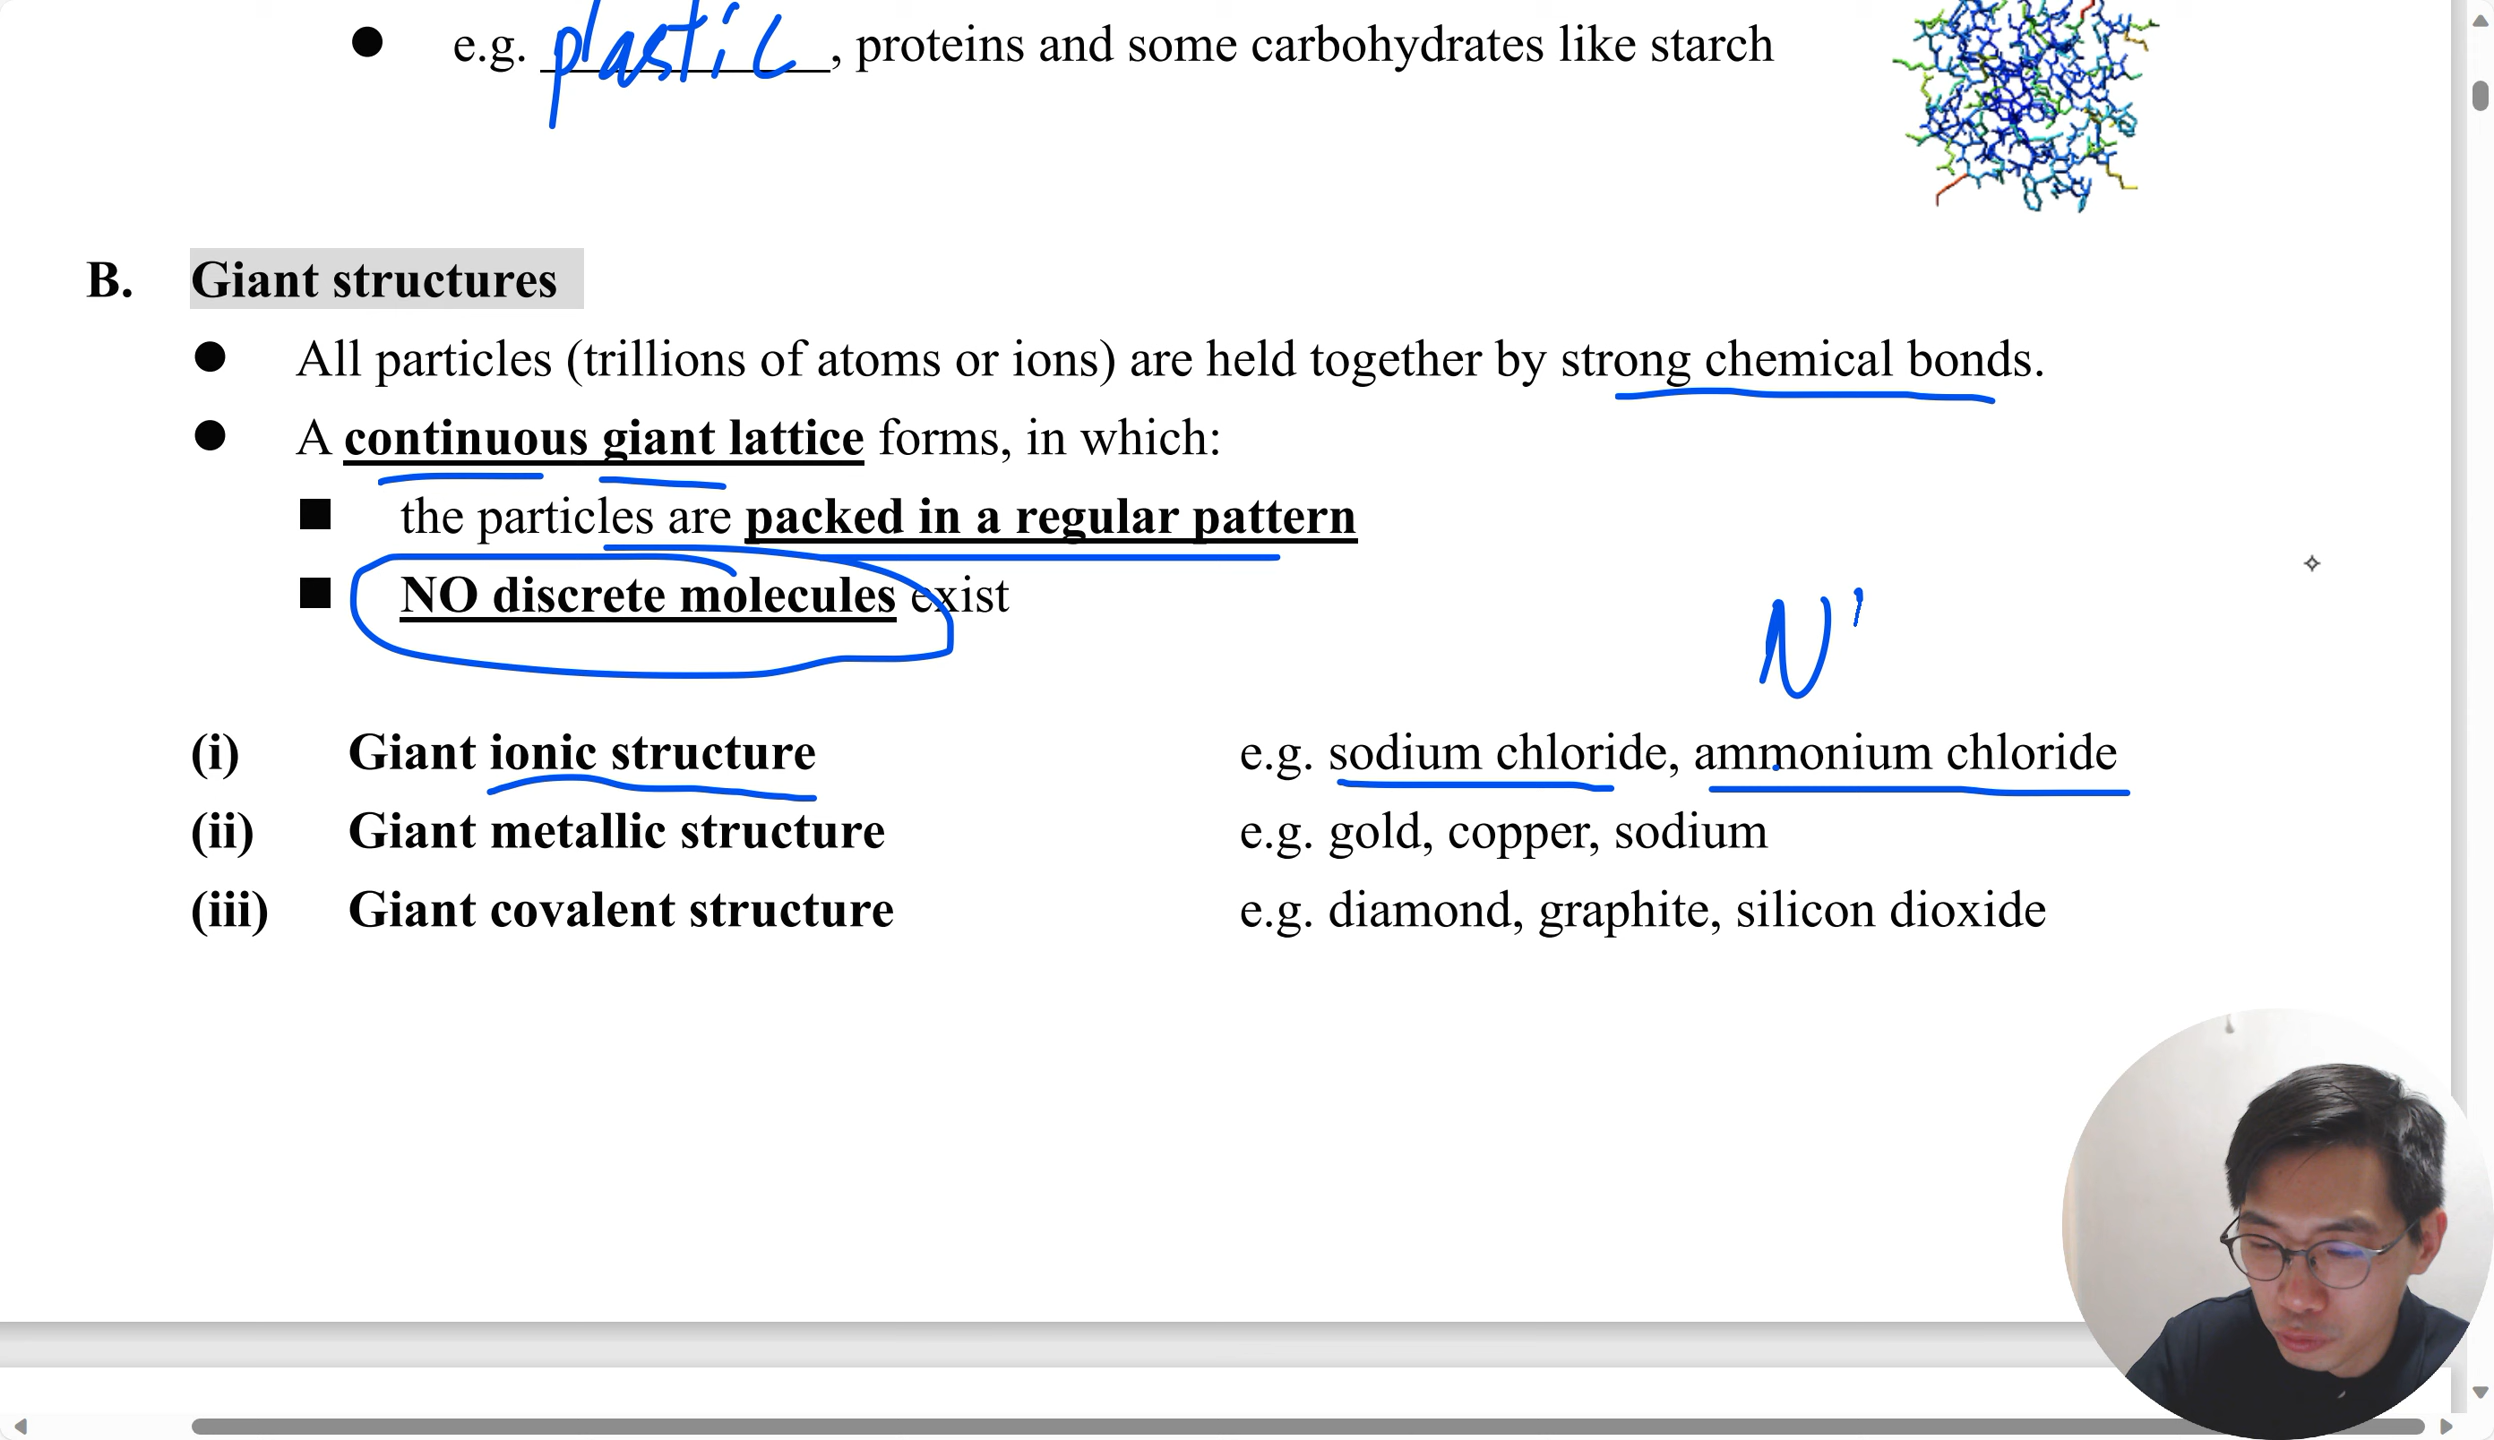 ● e.g. plastic, proteins and some carbohydrates like starch
B. Giant structures
● All particles (trillions of atoms or ions) are held together by strong chemical bonds.
● A continuous giant lattice forms, in which:
■ the particles are packed in a regular pattern
■ NO discrete molecules exist
N
(i) Giant ionic structure e.g. sodium chloride, ammonium chloride
(ii) Giant metallic structure e.g. gold, copper, sodium
(iii) Giant covalent structure e.g. diamond, graphite, silicon dioxide